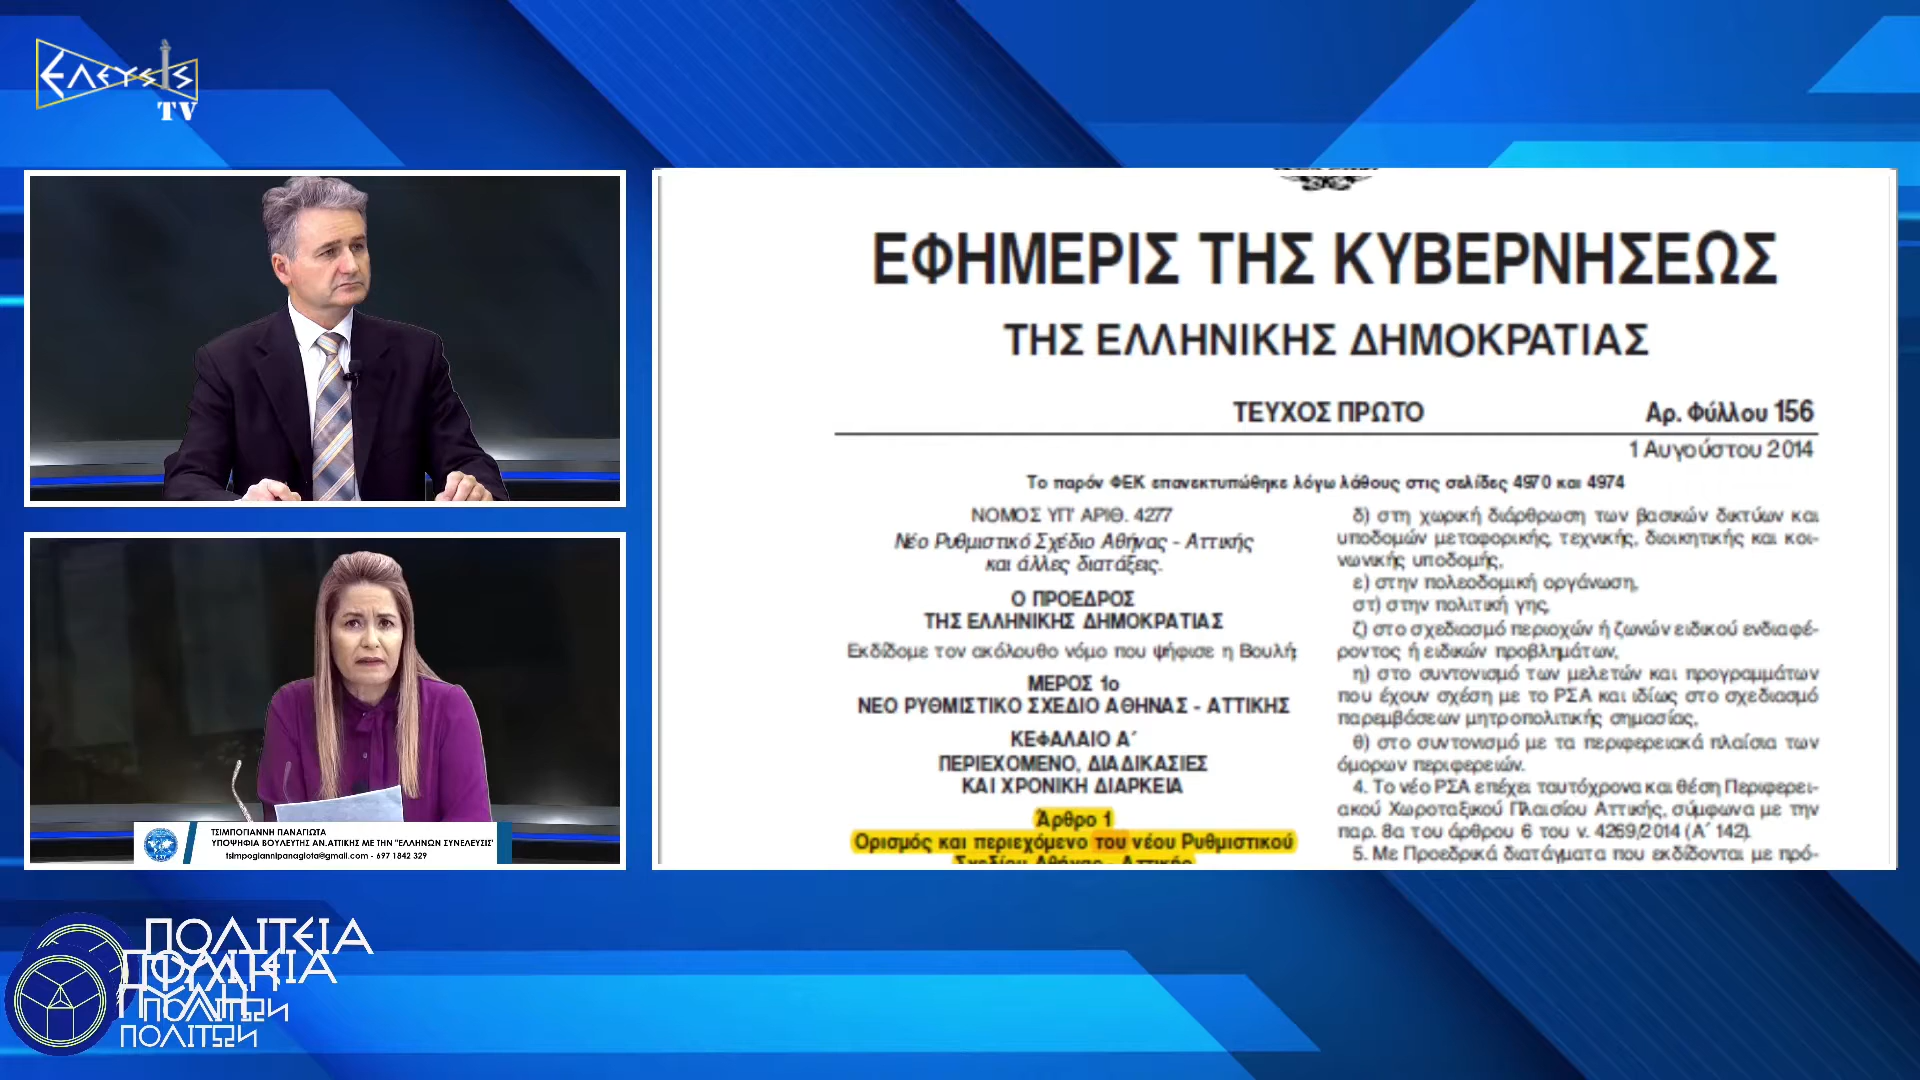 ΕΛΕΥΣΙΣ
TV
ΕΦΗΜΕΡΙΣ ΤΗΣ ΚΥΒΕΡΝΗΣΕΩΣ
ΤΗΣ ΕΛΛΗΝΙΚΗΣ ΔΗΜΟΚΡΑΤΙΑΣ
ΤΕΥΧΟΣ ΠΡΩΤΟ
Αρ. Φύλλου 156
1 Αυγούστου 2014
Το παρόν ΦΕΚ επανεκτυπώθηκε λόγω λάθους στις σελίδες 4970 και 4974
ΝΟΜΟΣ ΥΠ' ΑΡΙΘ. 4277
Νέο Ρυθμιστικό Σχέδιο Αθήνας - Αττικής
και άλλες διατάξεις.
Ο ΠΡΟΕΔΡΟΣ
ΤΗΣ ΕΛΛΗΝΙΚΗΣ ΔΗΜΟΚΡΑΤΙΑΣ
Εκδίδομε τον ακόλουθο νόμο που ψήφισε η Βουλή:
ΜΕΡΟΣ 1ο
ΝΕΟ ΡΥΘΜΙΣΤΙΚΟ ΣΧΕΔΙΟ ΑΘΗΝΑΣ - ΑΤΤΙΚΗΣ
ΚΕΦΑΛΑΙΟ Α΄
ΠΕΡΙΕΧΟΜΕΝΟ, ΔΙΑΔΙΚΑΣΙΕΣ
ΚΑΙ ΧΡΟΝΙΚΗ ΔΙΑΡΚΕΙΑ
Άρθρο 1
Ορισμός και περιεχόμενο του νέου Ρυθμιστικού
Σχεδίου Αθήνας - Αττικής
δ) στη χωρική διάρθρωση των βασικών δικτύων και
υποδομών μεταφορικής, τεχνικής, διοικητικής και κοι-
νωνικής υποδομής,
ε) στην πολεοδομική οργάνωση,
στ) στην πολιτική γης,
ζ) στο σχεδιασμό περιοχών ή ζωνών ειδικού ενδιαφέ-
ροντος ή ειδικών προβλημάτων,
η) στο συντονισμό των μελετών και προγραμμάτων
που έχουν σχέση με το ΡΣΑ και ιδίως στο σχεδιασμό
παρεμβάσεων μητροπολιτικής σημασίας,
θ) στο συντονισμό με τα περιφερειακά πλαίσια των
όμορων περιφερειών.
4. Το νέο ΡΣΑ επέχει ταυτόχρονα και θέση Περιφερει-
ακού Χωροταξικού Πλαισίου Αττικής, σύμφωνα με την
παρ. 8α του άρθρου 6 του ν. 4269/2014 (Α΄ 142).
5. Με Προεδρικά διατάγματα που εκδίδονται με πρό-
ΤΣΙΜΠΟΓΙΑΝΝΗ ΠΑΝΑΓΙΩΤΑ
ΥΠΟΨΗΦΙΑ ΒΟΥΛΕΥΤΗΣ ΑΝ.ΑΤΤΙΚΗΣ ΜΕ ΤΗΝ "ΕΛΛΗΝΩΝ ΣΥΝΕΛΕΥΣΙΣ"
tsimpogiannipanagiota@gmail.com - 697 1842 329
ΠΟΛΙΤΕΙΑ
ΠΟΛΙΤΕΙΑ
ΠΥΛΗ
ΠΥΛΗ
ΠΟΛΙΤΩΝ
ΠΟΛΙΤΩΝ